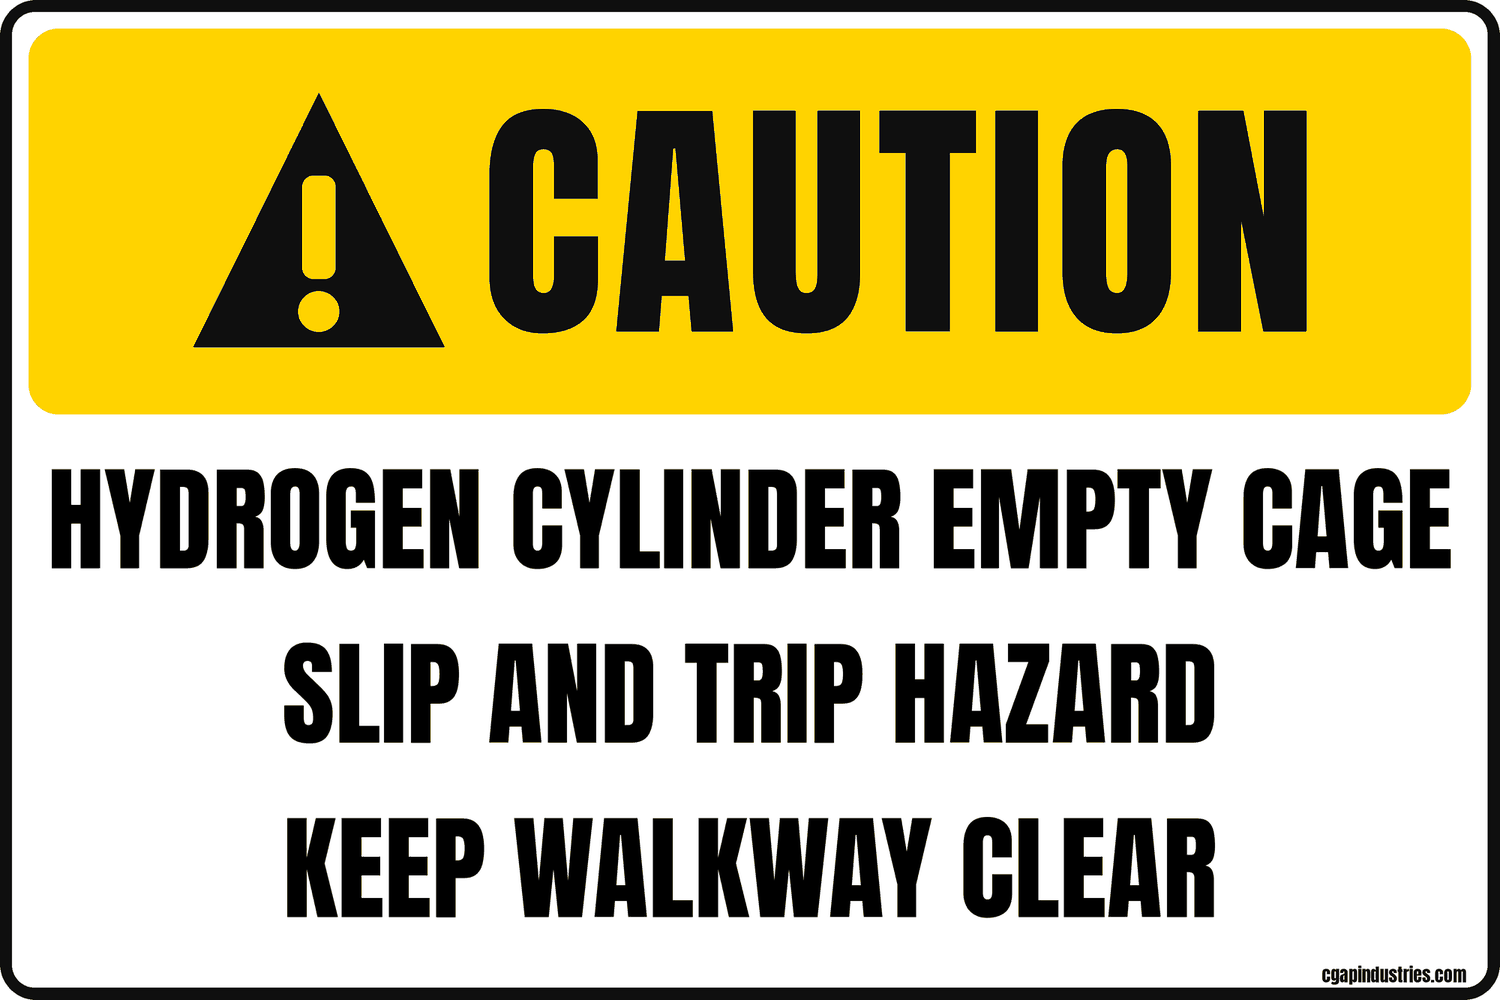 CAUTION
HYDROGEN CYLINDER EMPTY CAGE
SLIP AND TRIP HAZARD
KEEP WALKWAY CLEAR
cgapindustries.com